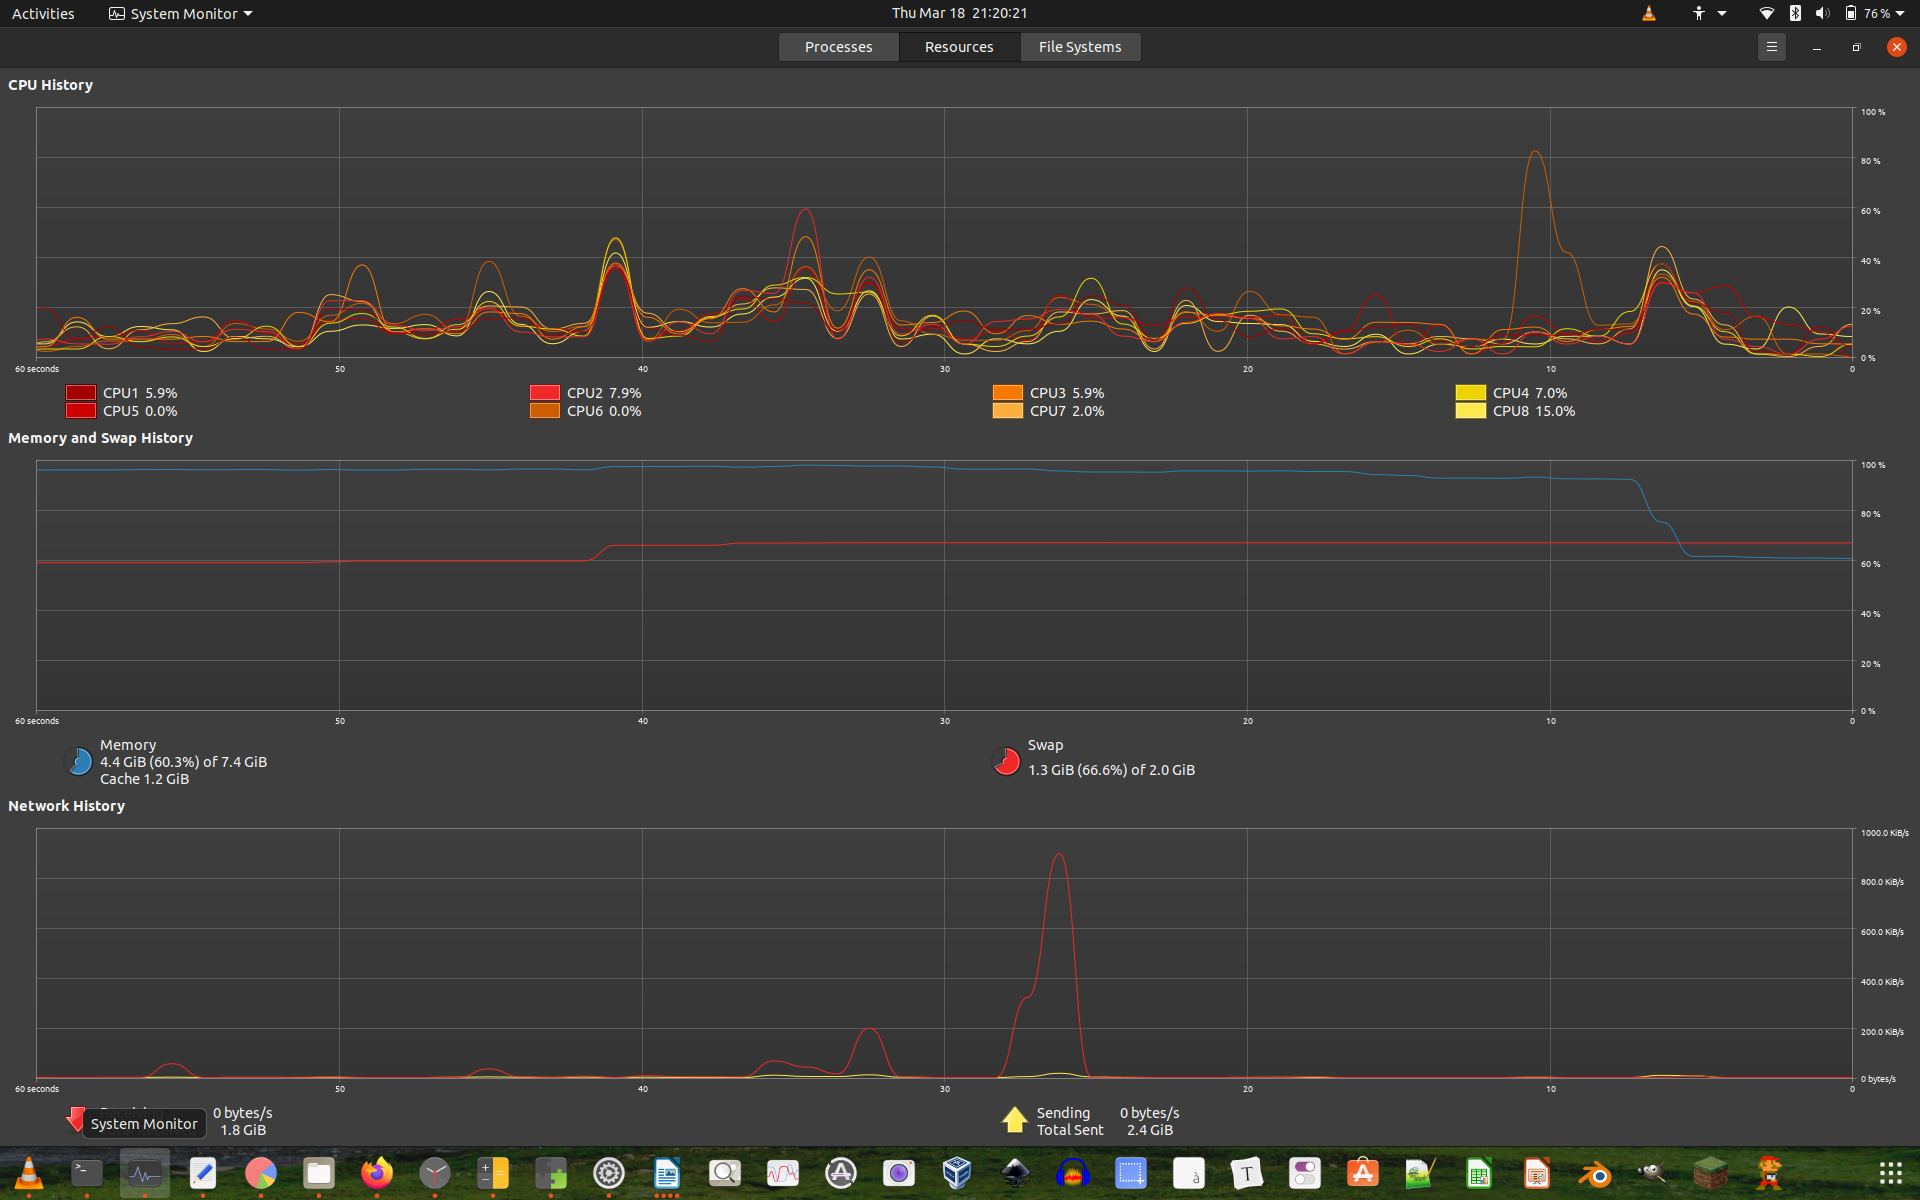 Activities System Monitor Thu Mar 18 21:20:21 76 %
Processes Resources File Systems
CPU History
100 %
80 %
60 %
40 %
20 %
0 %
60 seconds 50 40 30 20 10 0
CPU1 5.9% CPU2 7.9% CPU3 5.9% CPU4 7.0%
CPU5 0.0% CPU6 0.0% CPU7 2.0% CPU8 15.0%
Memory and Swap History
100 %
80 %
60 %
40 %
20 %
0 %
60 seconds 50 40 30 20 10 0
Memory
4.4 GiB (60.3%) of 7.4 GiB
Cache 1.2 GiB
Swap
1.3 GiB (66.6%) of 2.0 GiB
Network History
1000.0 KiB/s
800.0 KiB/s
600.0 KiB/s
400.0 KiB/s
200.0 KiB/s
0 bytes/s
60 seconds 50 40 30 20 10 0
Receiving 0 bytes/s Sending 0 bytes/s
1.8 GiB Total Sent 2.4 GiB
System Monitor